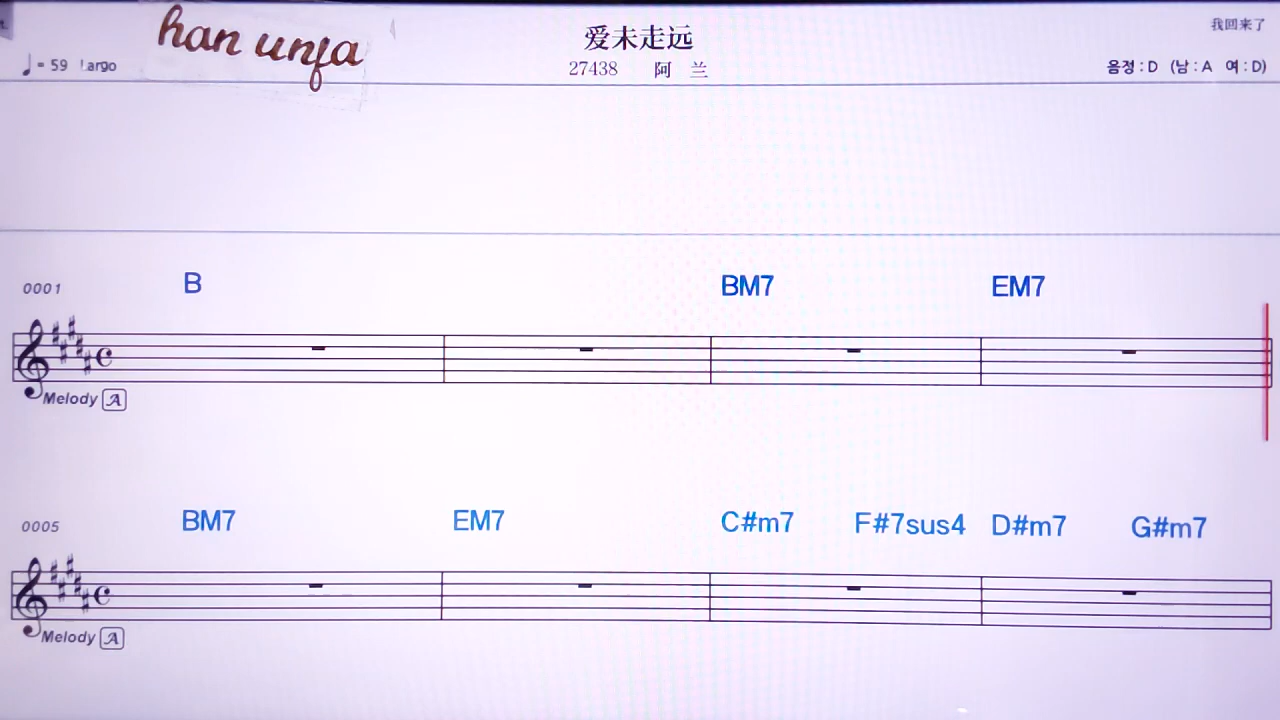 han unfa
爱未走远
我回来了
♩= 59 Largo
27438 阿 兰
음정 : D (남 : A 여 : D)
0001 B BM7 EM7
Melody A
0005 BM7 EM7 C#m7 F#7sus4 D#m7 G#m7
Melody A